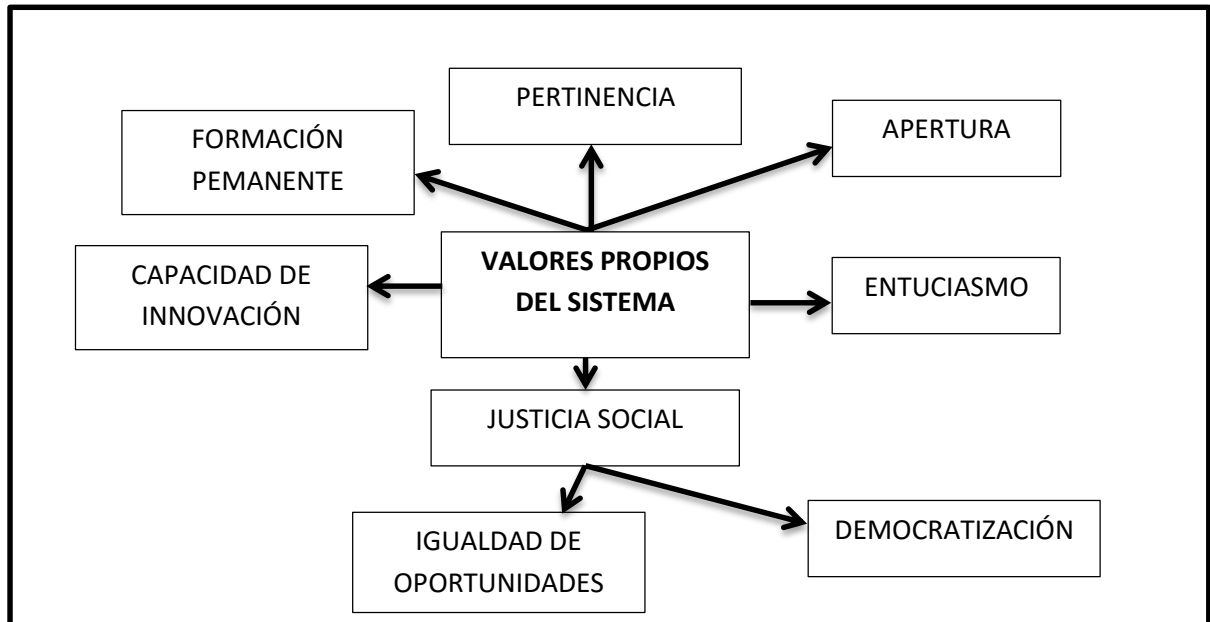 PERTINENCIA
APERTURA
FORMACIÓN
PEMANENTE
VALORES PROPIOS
DEL SISTEMA
CAPACIDAD DE
INNOVACIÓN
ENTUCIASMO
JUSTICIA SOCIAL
IGUALDAD DE
OPORTUNIDADES
DEMOCRATIZACIÓN